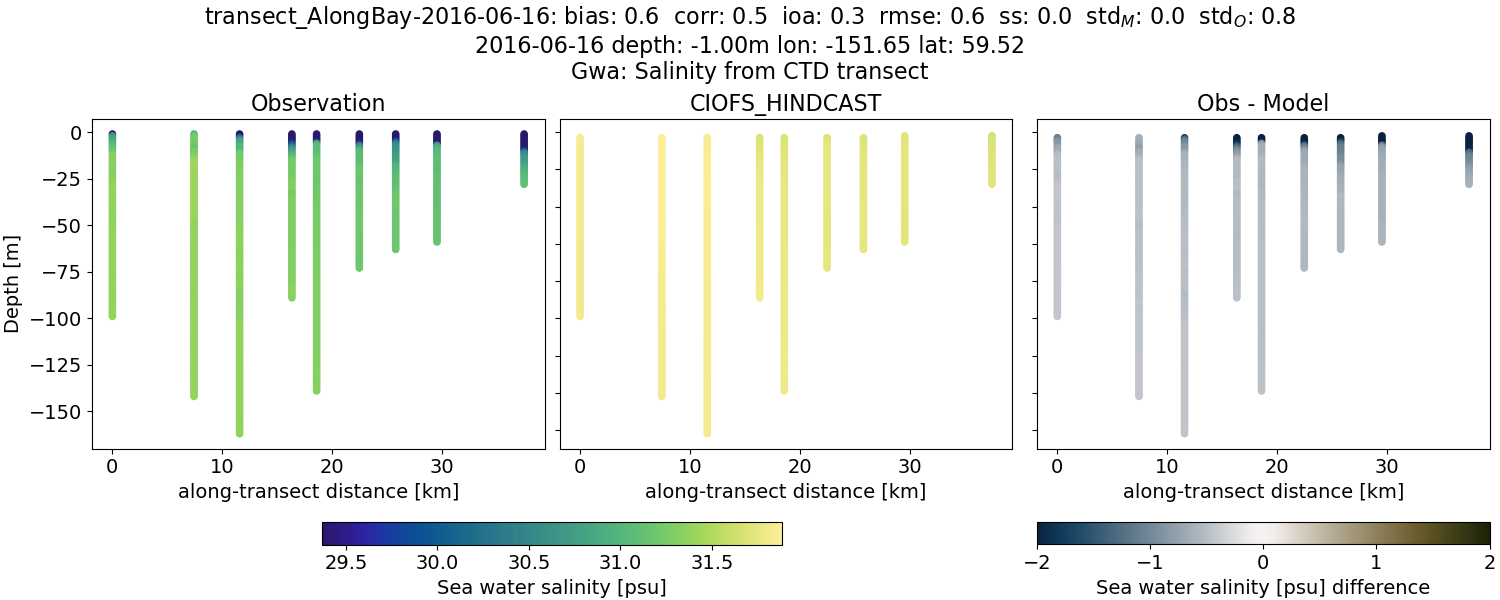 transect_AlongBay-2016-06-16: bias: 0.6 corr: 0.5 ioa: 0.3 rmse: 0.6 ss: 0.0 std_M: 0.0 std_O: 0.8
2016-06-16 depth: -1.00m lon: -151.65 lat: 59.52
Gwa: Salinity from CTD transect
Observation
CIOFS_HINDCAST
Obs - Model
Depth [m]
0
−25
−50
−75
−100
−125
−150
0 10 20 30
0 10 20 30
0 10 20 30
along-transect distance [km]
along-transect distance [km]
along-transect distance [km]
29.5 30.0 30.5 31.0 31.5
Sea water salinity [psu]
−2 −1 0 1 2
Sea water salinity [psu] difference